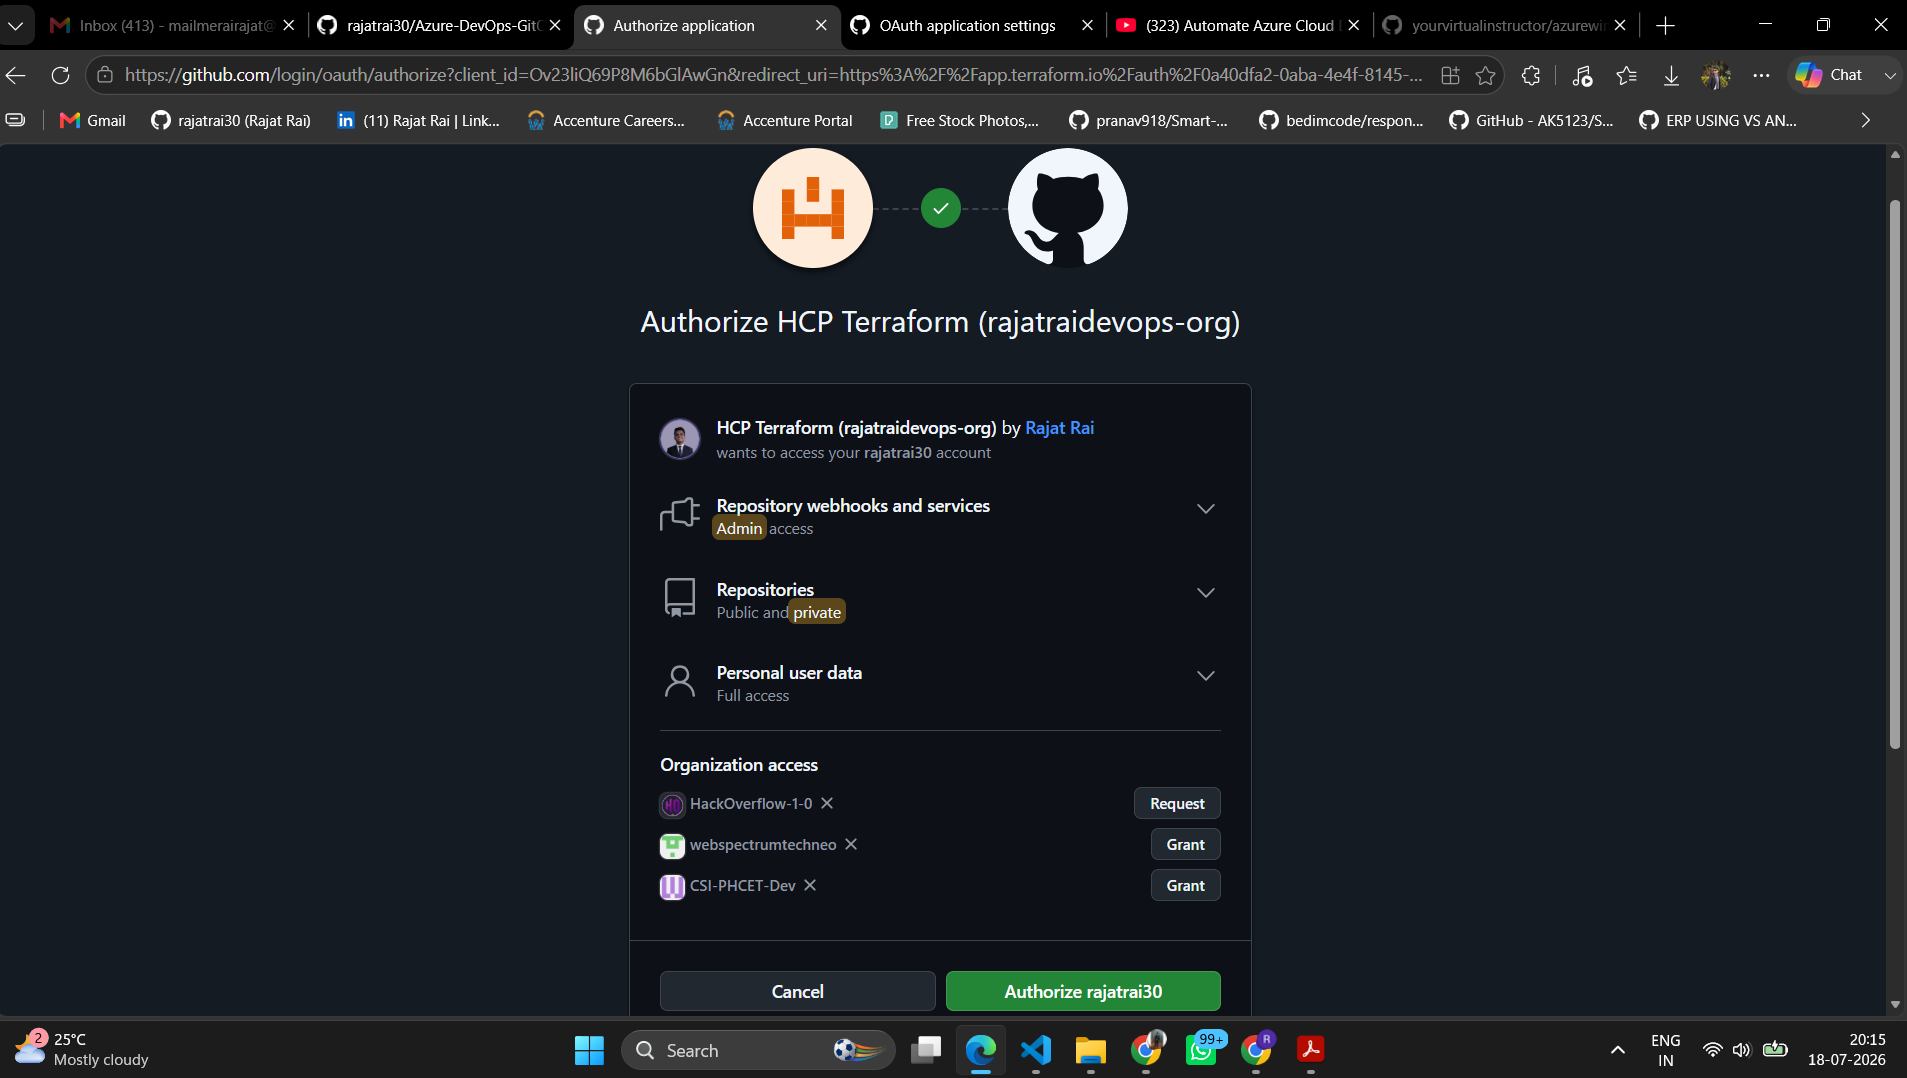 Inbox (413) - mailmerairajat@
rajatrai30/Azure-DevOps-Git
Authorize application
OAuth application settings
(323) Automate Azure Cloud
yourvirtualinstructor/azurewi
https://github.com/login/oauth/authorize?client_id=Ov23liQ69P8M6bGlAwGn&redirect_uri=https%3A%2F%2Fapp.terraform.io%2Fauth%2F0a40dfa2-0aba-4e4f-8145-...
Chat
Gmail
rajatrai30 (Rajat Rai)
(11) Rajat Rai | Link...
Accenture Careers...
Accenture Portal
Free Stock Photos,...
pranav918/Smart-...
bedimcode/respon...
GitHub - AK5123/S...
ERP USING VS AN...
Authorize HCP Terraform (rajatraidevops-org)
HCP Terraform (rajatraidevops-org) by Rajat Rai
wants to access your rajatrai30 account
Repository webhooks and services
Admin access
Repositories
Public and private
Personal user data
Full access
Organization access
HackOverflow-1-0
Request
webspectrumtechneo
Grant
CSI-PHCET-Dev
Grant
Cancel
Authorize rajatrai30
2
25°C
Mostly cloudy
Search
99+
R
ENG
IN
20:15
18-07-2026